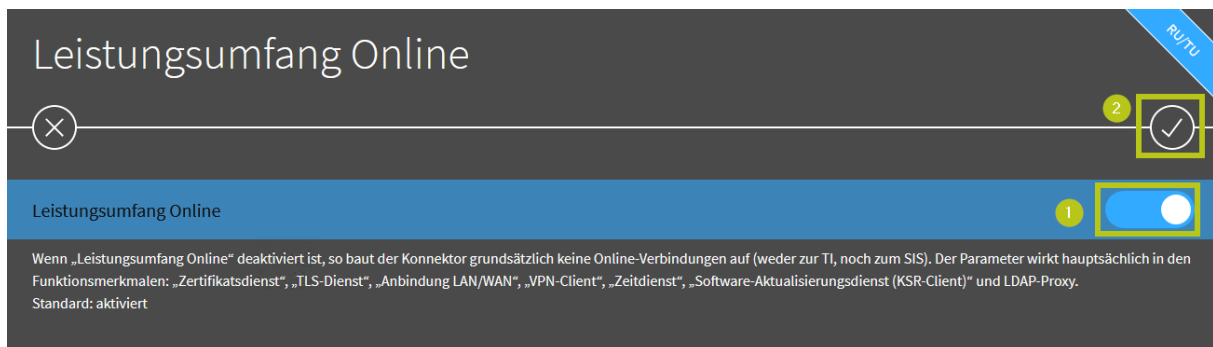 Leistungsumfang Online
RU/TU
2
Leistungsumfang Online
1
Wenn „Leistungsumfang Online“ deaktiviert ist, so baut der Konnektor grundsätzlich keine Online-Verbindungen auf (weder zur TI, noch zum SIS). Der Parameter wirkt hauptsächlich in den
Funktionsmerkmalen: „Zertifikatsdienst“, „TLS-Dienst“, „Anbindung LAN/WAN“, „VPN-Client“, „Zeitdienst“, „Software-Aktualisierungsdienst (KSR-Client)“ und LDAP-Proxy.
Standard: aktiviert